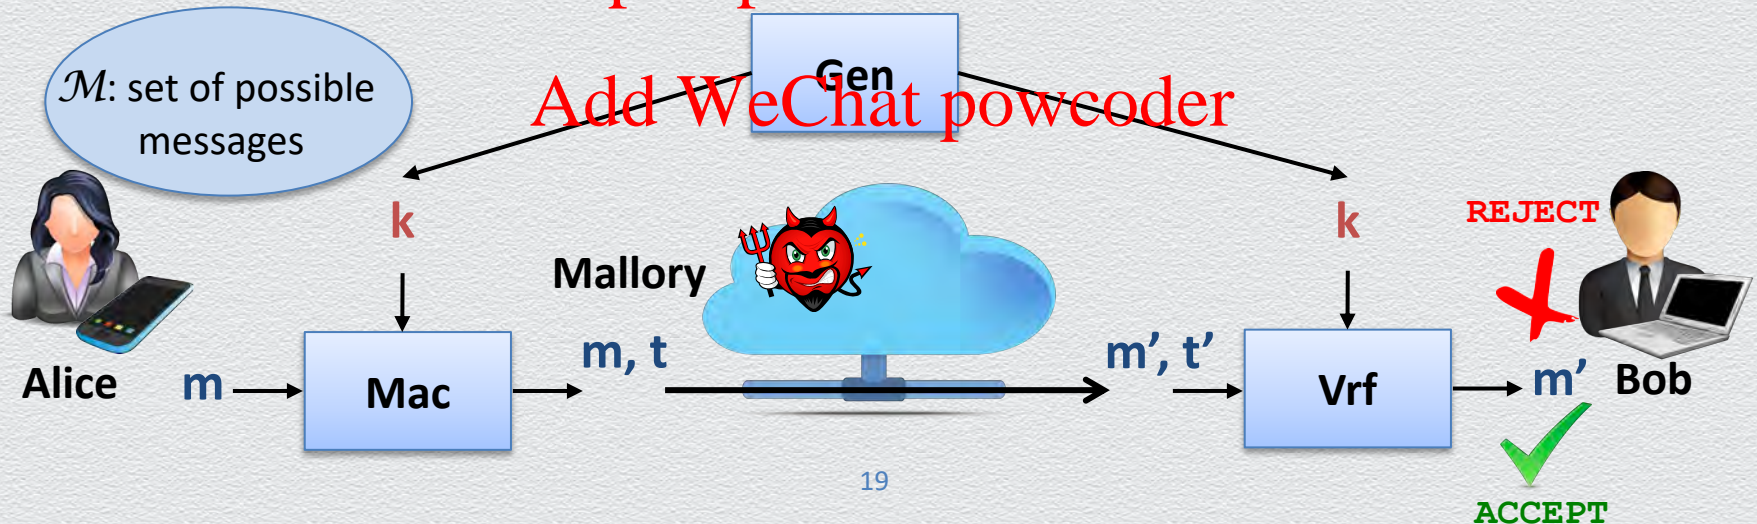 Gen
Add WeChat powcoder
ℳ: set of possible
messages
k
k
REJECT
Mallory
m, t
m’, t’
Alice
m
Mac
Vrf
m’
Bob
19
ACCEPT